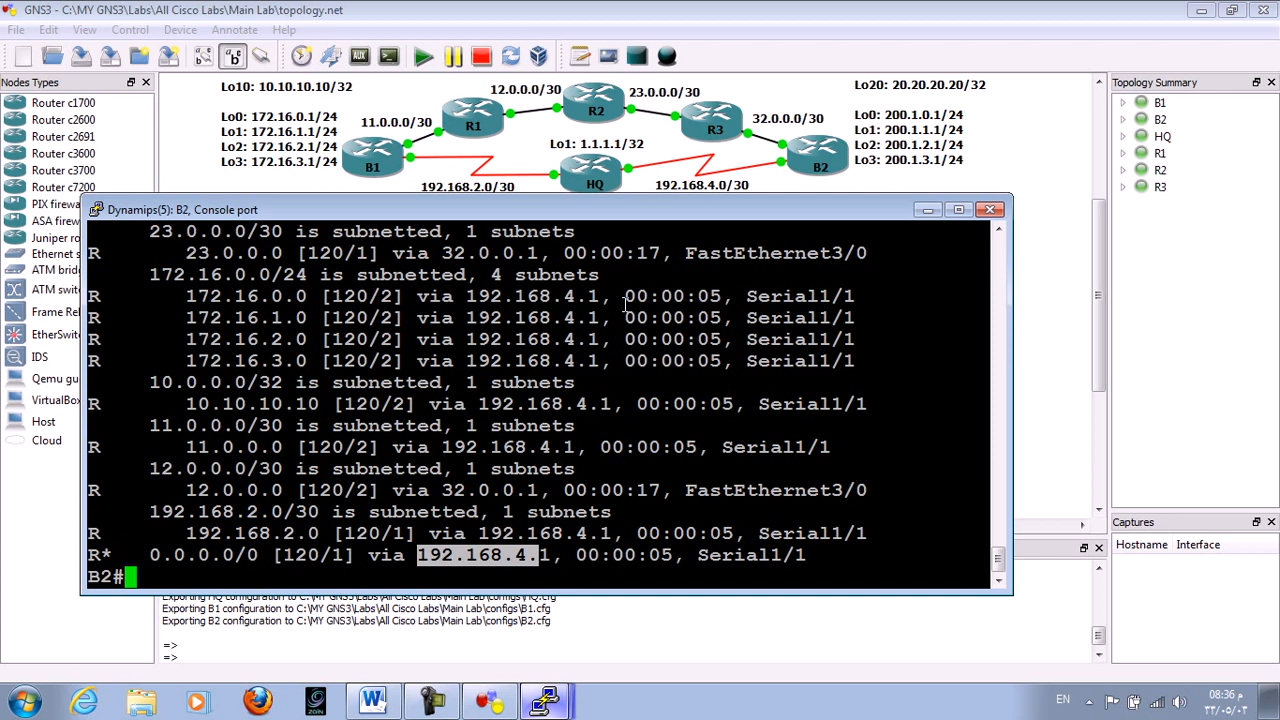 GNS3 - C:\MY GNS3\Labs\All Cisco Labs\Main Lab\topology.net
File Edit View Control Device Annotate Help
Nodes Types
Router c1700
Router c2600
Router c2691
Router c3600
Router c3700
Router c7200
PIX firew
ASA firew
Juniper ro
Ethernet s
ATM bridg
ATM switc
Frame Rel
EtherSwit
IDS
Qemu gu
VirtualBox
Host
Cloud
AUX
Lo10: 10.10.10.10/32
Lo0: 172.16.0.1/24
Lo1: 172.16.1.1/24
Lo2: 172.16.2.1/24
Lo3: 172.16.3.1/24
12.0.0.0/30
23.0.0.0/30
11.0.0.0/30
32.0.0.0/30
R1
R2
R3
B1
HQ
B2
Lo1: 1.1.1.1/32
192.168.2.0/30
192.168.4.0/30
Lo20: 20.20.20.20/32
Lo0: 200.1.0.1/24
Lo1: 200.1.1.1/24
Lo2: 200.1.2.1/24
Lo3: 200.1.3.1/24
Topology Summary
B1
B2
HQ
R1
R2
R3
Captures
Hostname Interface
Dynamips(5): B2, Console port
23.0.0.0/30 is subnetted, 1 subnets
R 23.0.0.0 [120/1] via 32.0.0.1, 00:00:17, FastEthernet3/0
172.16.0.0/24 is subnetted, 4 subnets
R 172.16.0.0 [120/2] via 192.168.4.1, 00:00:05, Serial1/1
R 172.16.1.0 [120/2] via 192.168.4.1, 00:00:05, Serial1/1
R 172.16.2.0 [120/2] via 192.168.4.1, 00:00:05, Serial1/1
R 172.16.3.0 [120/2] via 192.168.4.1, 00:00:05, Serial1/1
10.0.0.0/32 is subnetted, 1 subnets
R 10.10.10.10 [120/2] via 192.168.4.1, 00:00:05, Serial1/1
11.0.0.0/30 is subnetted, 1 subnets
R 11.0.0.0 [120/2] via 192.168.4.1, 00:00:05, Serial1/1
12.0.0.0/30 is subnetted, 1 subnets
R 12.0.0.0 [120/2] via 32.0.0.1, 00:00:17, FastEthernet3/0
192.168.2.0/30 is subnetted, 1 subnets
R 192.168.2.0 [120/1] via 192.168.4.1, 00:00:05, Serial1/1
R* 0.0.0.0/0 [120/1] via 192.168.4.1, 00:00:05, Serial1/1
B2#
Exporting HQ configuration to C:\MY GNS3\Labs\All Cisco Labs\Main Lab\configs\HQ.cfg
Exporting B1 configuration to C:\MY GNS3\Labs\All Cisco Labs\Main Lab\configs\B1.cfg
Exporting B2 configuration to C:\MY GNS3\Labs\All Cisco Labs\Main Lab\configs\B2.cfg
=>
=>
zain
EN
08:36 م
٣٣/٠٥/٠٣